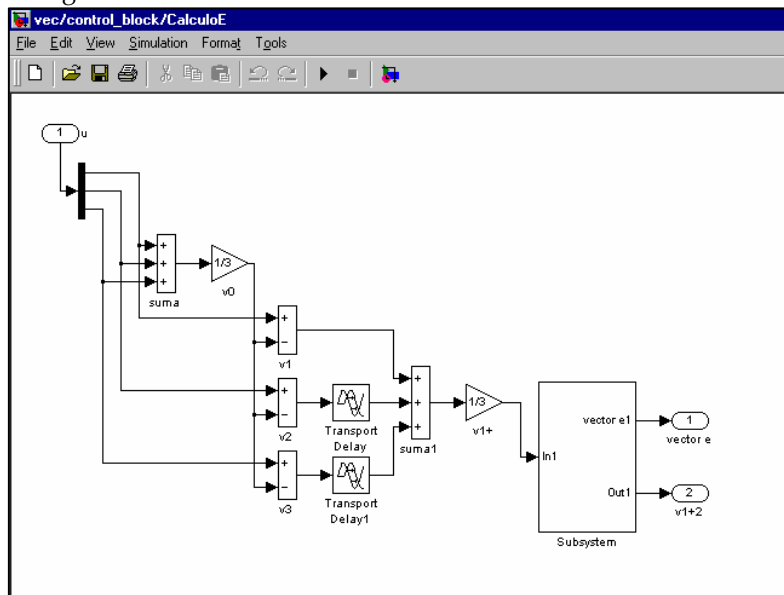 vec/control_block/CalculoE
File Edit View Simulation Format Tools
1 u
+
+
+
suma
1/3
v0
+
−
v1
+
−
v2
Transport
Delay
+
−
v3
Transport
Delay1
+
+
+
suma1
1/3
v1+
In1
vector e1
Out1
Subsystem
1
vector e
2
v1+2